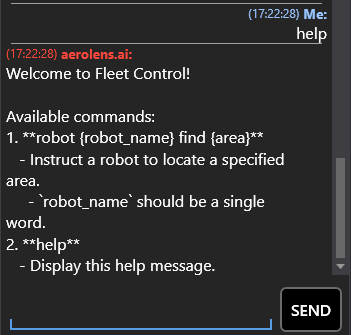 (17:22:28) Me:
help
(17:22:28) aerolens.ai:
Welcome to Fleet Control!
Available commands:
1. **robot {robot_name} find {area}**
- Instruct a robot to locate a specified
area.
- `robot_name` should be a single
word.
2. **help**
- Display this help message.
SEND